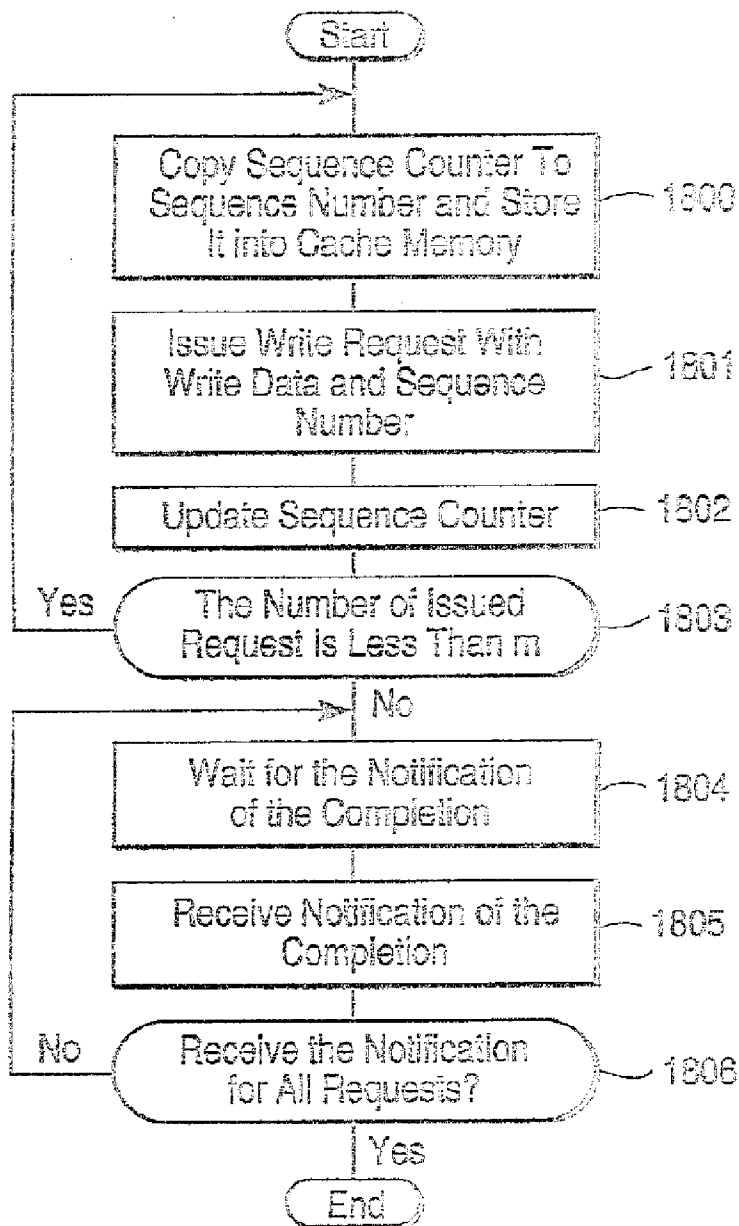 Start
Copy Sequence Counter To
Sequence Number and Store
It into Cache Memory
1800
Issue Write Request With
Write Data and Sequence
Number
1801
Update Sequence Counter
1802
Yes
The Number of Issued
Request is Less Than m
1803
No
Wait for the Notification
of the Completion
1804
Receive Notification of the
Completion
1805
No
Receive the Notification
for All Requests?
1806
Yes
End